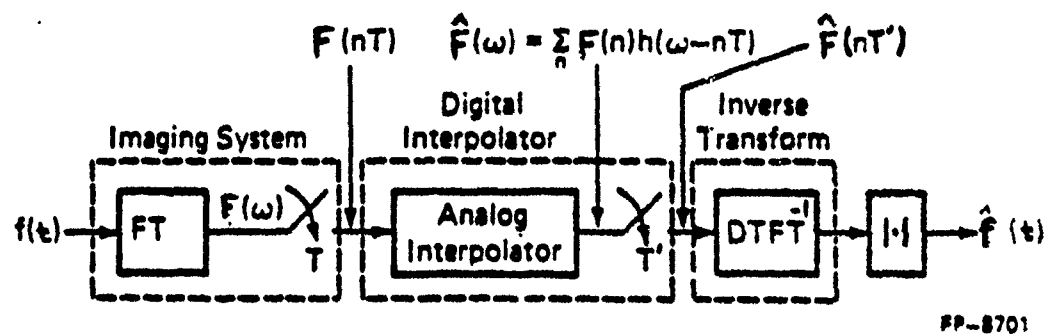 F(nT)
F̂(ω) = Σ F(n)h(ω-nT)
n
F̂(nT')
Imaging System
Digital
Interpolator
Inverse
Transform
f(t)
FT
F(ω)
T
Analog
Interpolator
T'
DTFT⁻¹
|·|
f̂ (t)
FP-8701